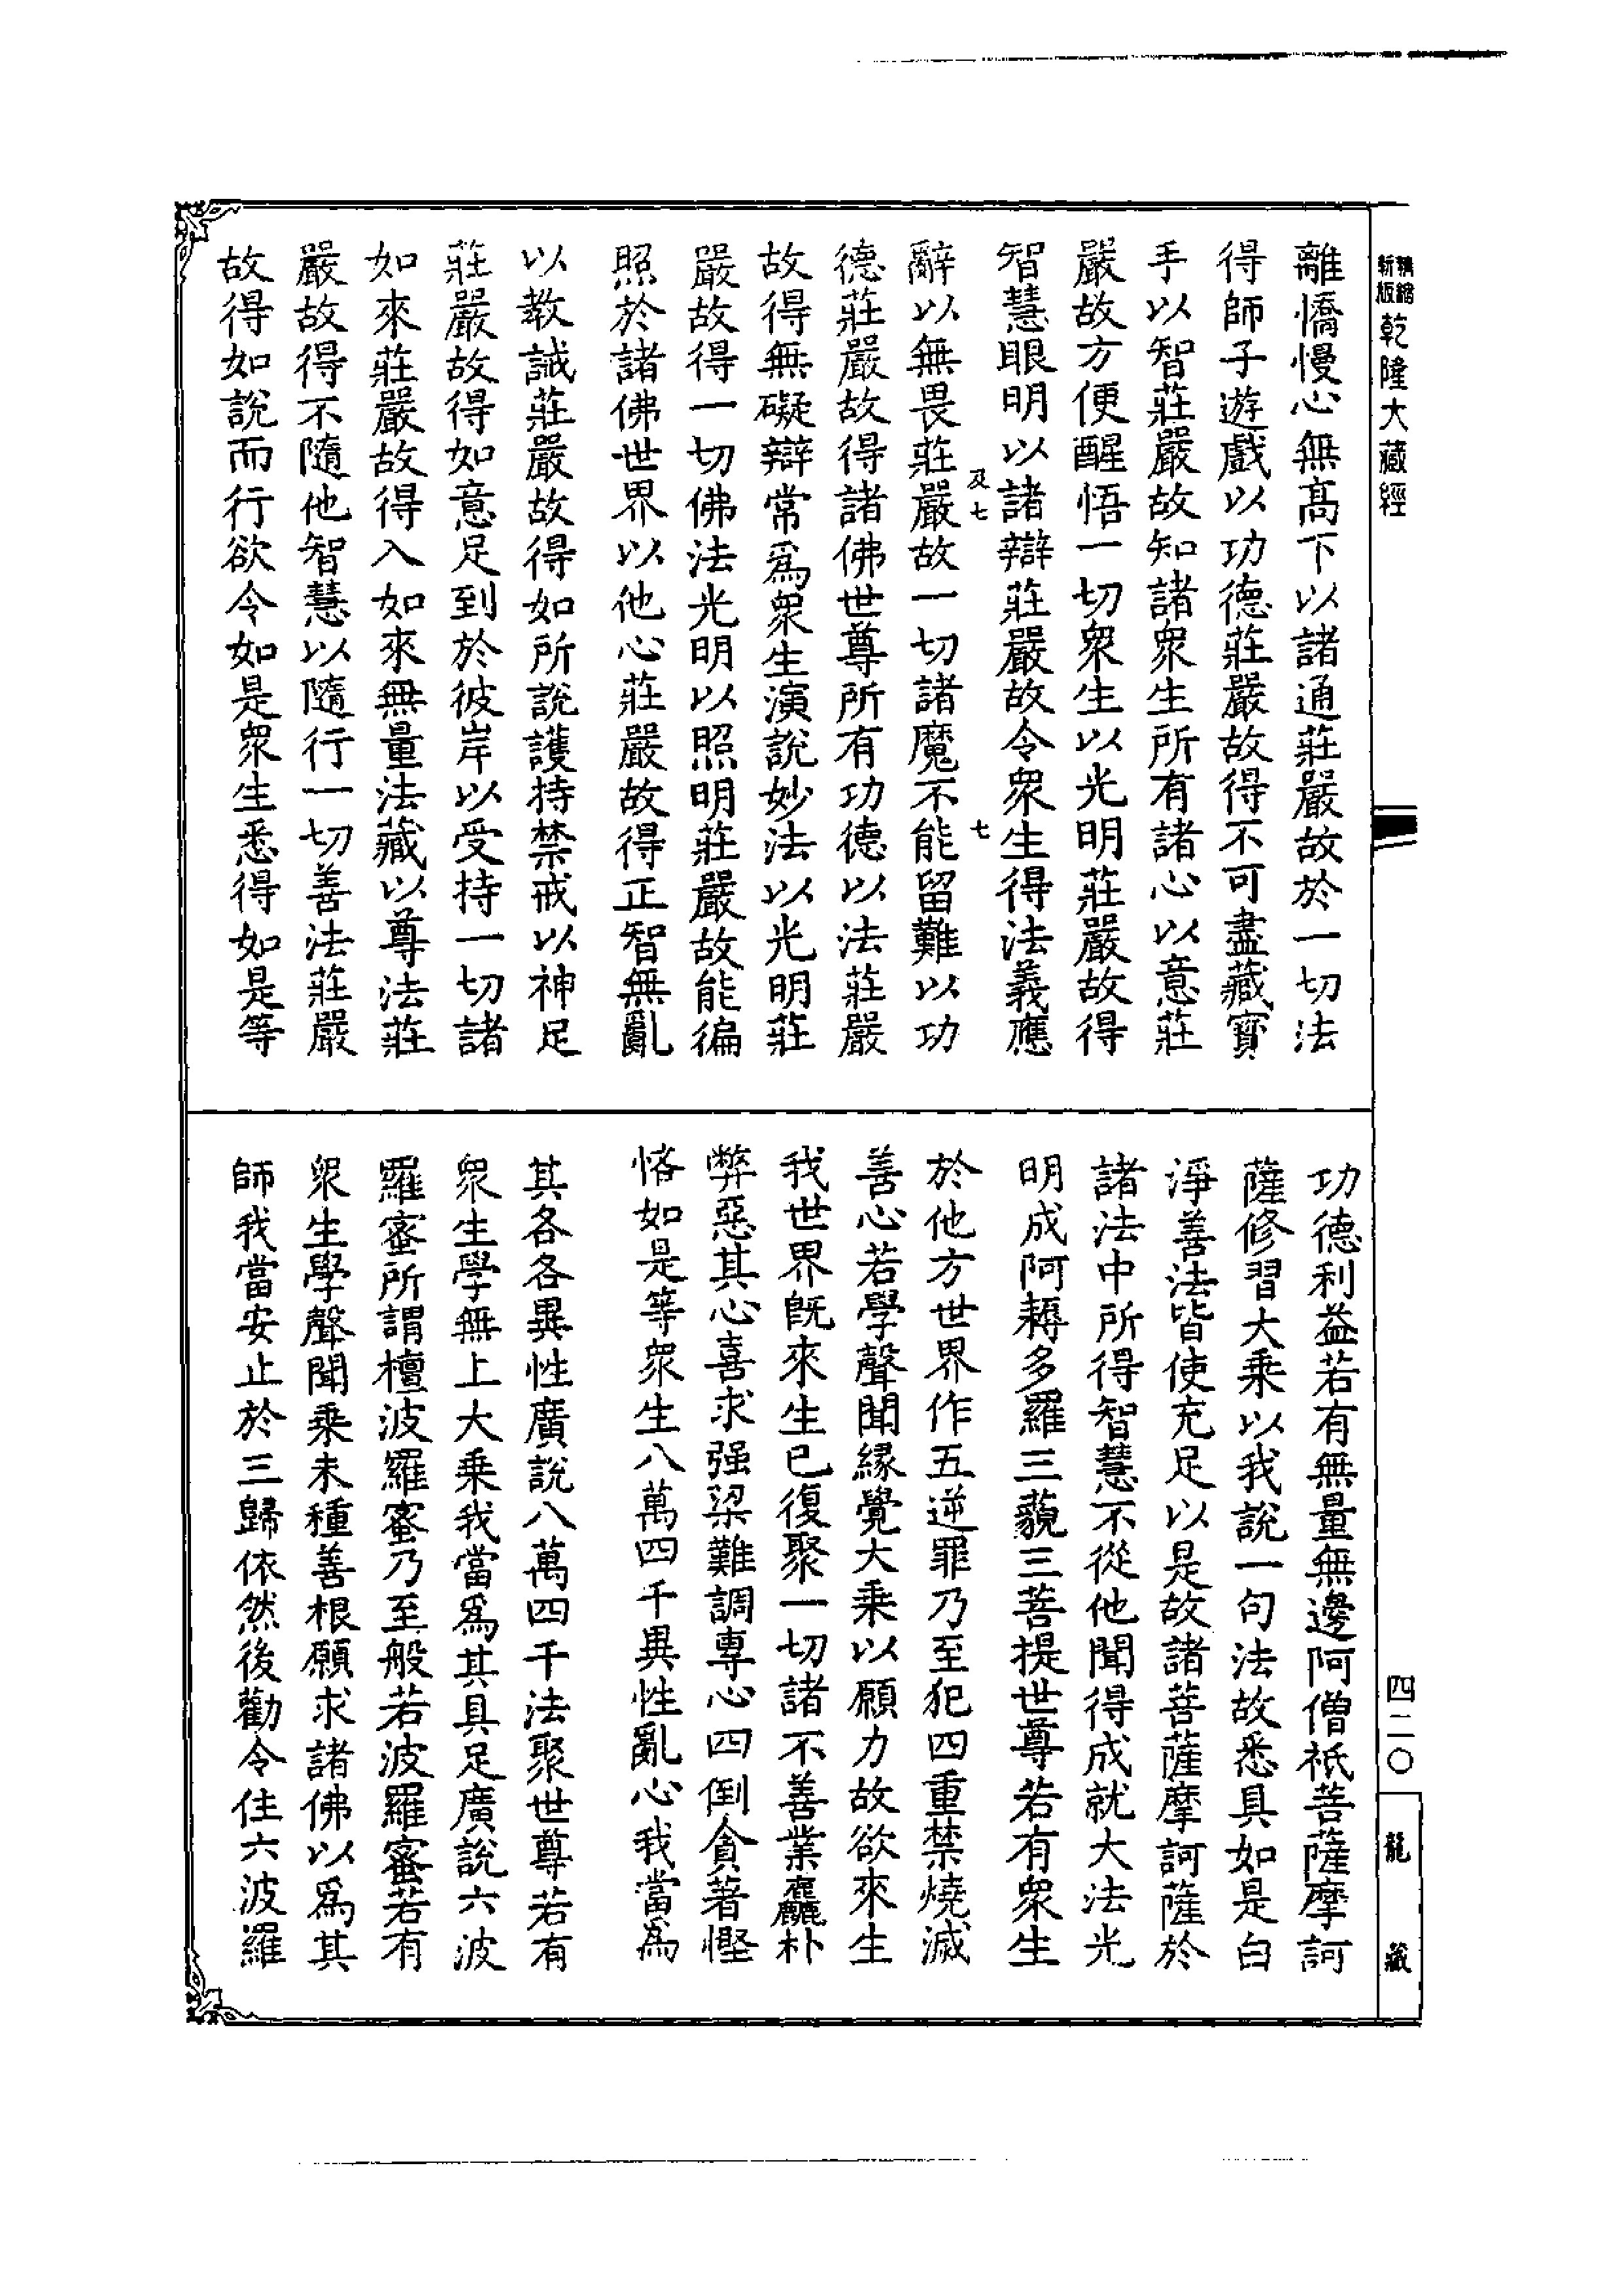 新版
精縮
乾隆大藏經
離憍慢心無高下以諸通莊嚴故於一切法
得師子遊戲以功德莊嚴故得不可盡藏寶
手以智莊嚴故知諸衆生所有諸心以意莊
嚴故方便醒悟一切衆生以光明莊嚴故得
智慧眼明以諸辯莊嚴故令衆生得法義應
及七
七
辭以無畏莊嚴故一切諸魔不能留難以功
德莊嚴故得諸佛世尊所有功德以法莊嚴
故得無礙辯常爲衆生演說妙法以光明莊
嚴故得一切佛法光明以照明莊嚴故能徧
照於諸佛世界以他心莊嚴故得正智無亂
以教誡莊嚴故得如所說護持禁戒以神足
莊嚴故得如意足到於彼岸以受持一切諸
如來莊嚴故得入如來無量法藏以尊法莊
嚴故得不隨他智慧以隨行一切善法莊嚴
故得如說而行欲令如是衆生悉得如是等
功德利益若有無量無邊阿僧祇菩薩摩訶
薩修習大乘以我說一句法故悉具如是白
淨善法皆使充足以是故諸菩薩摩訶薩於
諸法中所得智慧不從他聞得成就大法光
明成阿耨多羅三藐三菩提世尊若有衆生
於他方世界作五逆罪乃至犯四重禁燒滅
善心若學聲聞緣覺大乘以願力故欲來生
我世界旣來生已復聚一切諸不善業麤朴
弊惡其心喜求强梁難調專心四倒貪著慳
悋如是等衆生八萬四千異性亂心我當爲
其各各異性廣說八萬四千法聚世尊若有
衆生學無上大乘我當爲其具足廣說六波
羅蜜所謂檀波羅蜜乃至般若波羅蜜若有
衆生學聲聞乘未種善根願求諸佛以爲其
師我當安止於三歸依然後勸令住六波羅
四二〇
龍藏